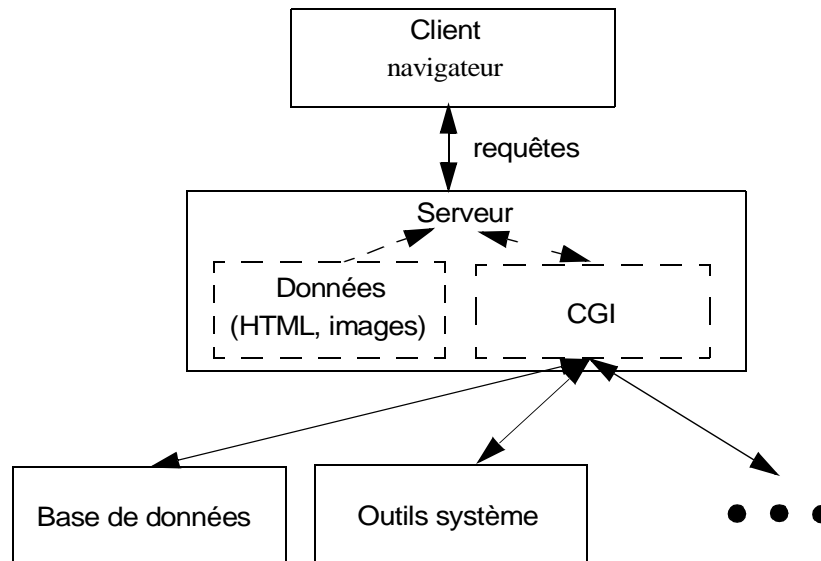 Client
navigateur
requêtes
Serveur
Données
(HTML, images)
CGI
Base de données
Outils système